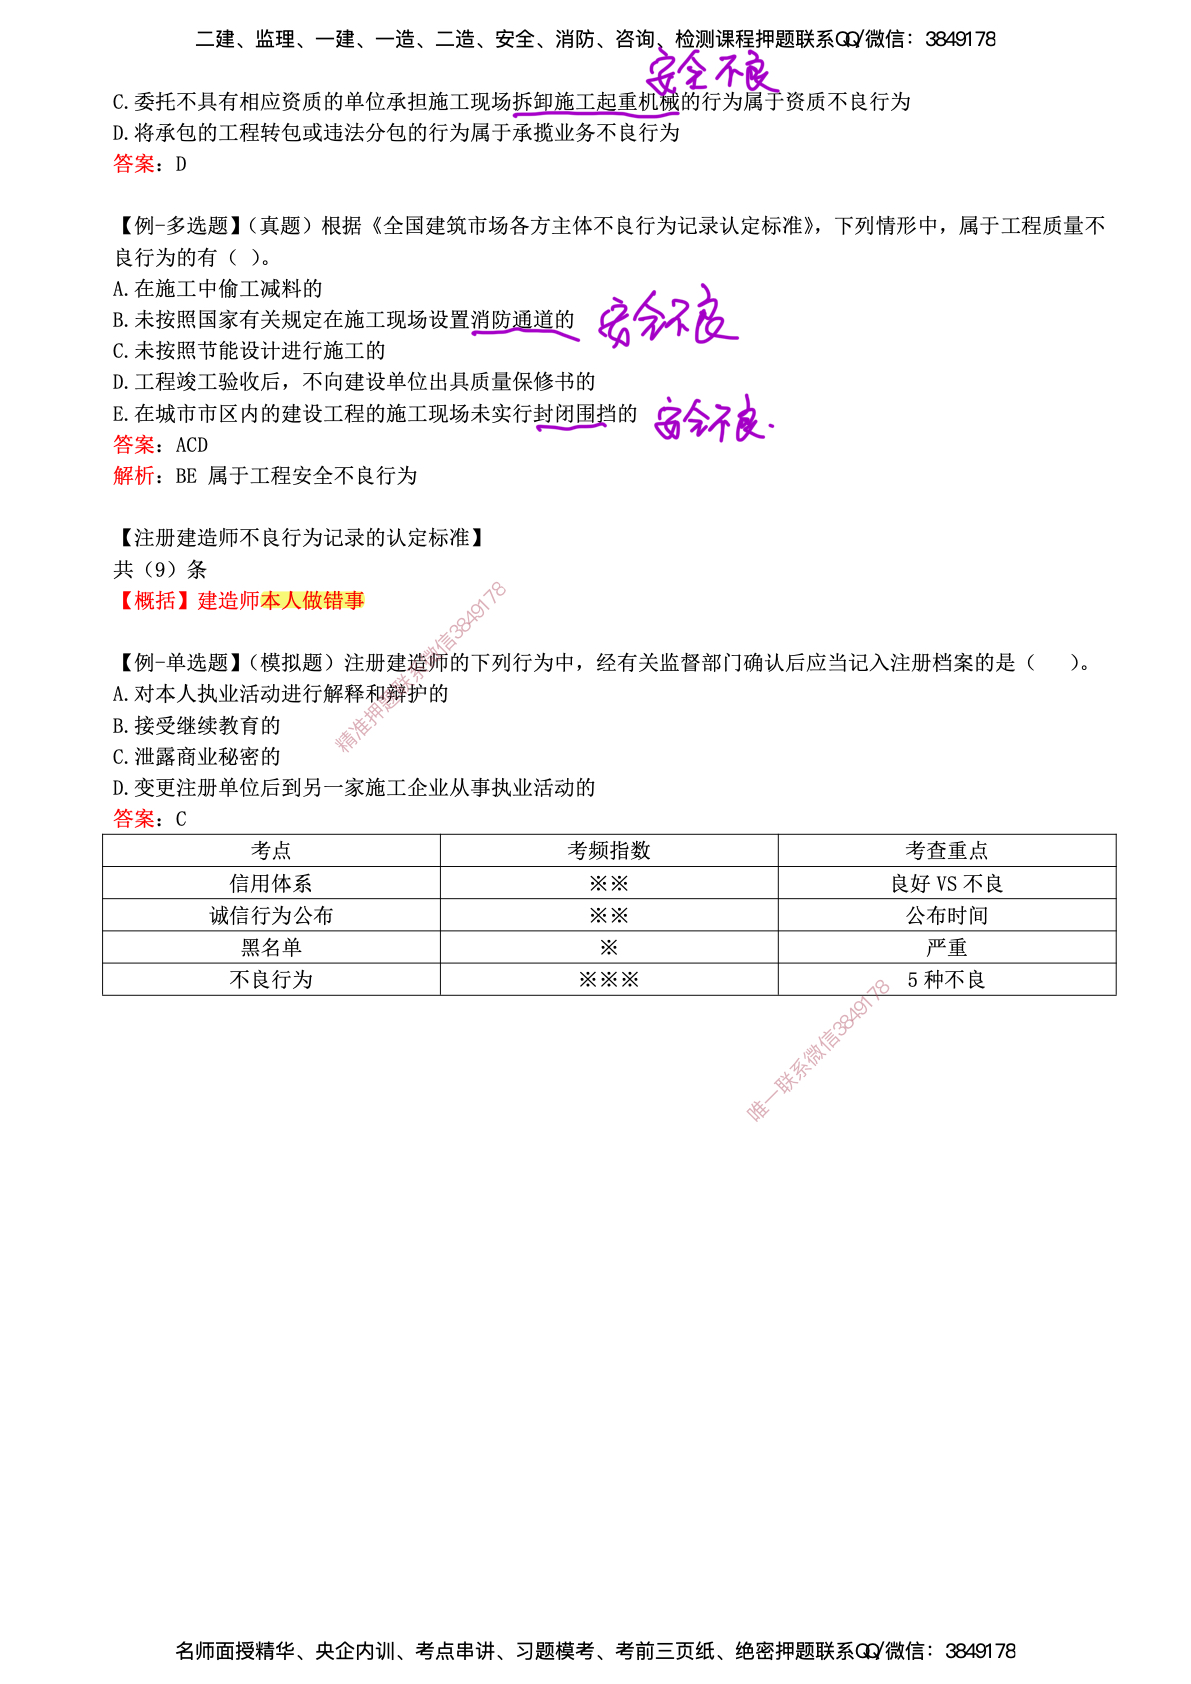 二建、监理、一建、一造、二造、安全、消防、咨询、检测课程押题联系QQ/微信：3849178
安全不良
C.委托不具有相应资质的单位承担施工现场拆卸施工起重机械的行为属于资质不良行为
D.将承包的工程转包或违法分包的行为属于承揽业务不良行为
答案：D
【例-多选题】（真题）根据《全国建筑市场各方主体不良行为记录认定标准》，下列情形中，属于工程质量不
良行为的有（ ）。
A.在施工中偷工减料的
B.未按照国家有关规定在施工现场设置消防通道的 安全不良
C.未按照节能设计进行施工的
D.工程竣工验收后，不向建设单位出具质量保修书的
E.在城市市区内的建设工程的施工现场未实行封闭围挡的 安全不良.
答案：ACD
解析：BE 属于工程安全不良行为
【注册建造师不良行为记录的认定标准】
共（9）条
【概括】建造师本人做错事
精准押题联系微信3849178
【例-单选题】（模拟题）注册建造师的下列行为中，经有关监督部门确认后应当记入注册档案的是（ ）。
A.对本人执业活动进行解释和辩护的
B.接受继续教育的
C.泄露商业秘密的
D.变更注册单位后到另一家施工企业从事执业活动的
答案：C
考点 考频指数 考查重点
信用体系 ※※ 良好 VS 不良
诚信行为公布 ※※ 公布时间
黑名单 ※ 严重
不良行为 ※※※ 5 种不良
唯一联系微信3849178
名师面授精华、央企内训、考点串讲、习题模考、考前三页纸、绝密押题联系QQ/微信：3849178